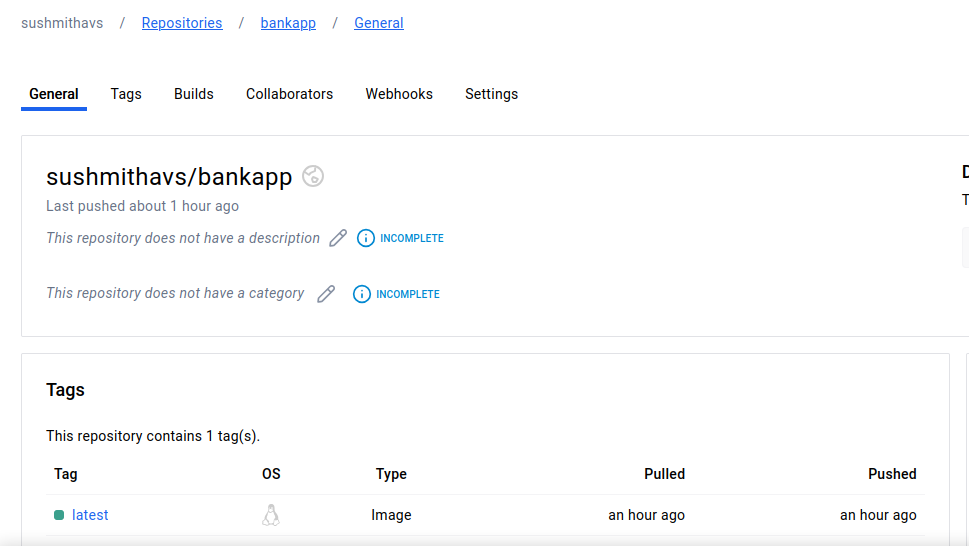 sushmithavs / Repositories / bankapp / General
General Tags Builds Collaborators Webhooks Settings
sushmithavs/bankapp
Last pushed about 1 hour ago
This repository does not have a description INCOMPLETE
This repository does not have a category INCOMPLETE
Tags
This repository contains 1 tag(s).
Tag OS Type Pulled Pushed
latest Image an hour ago an hour ago